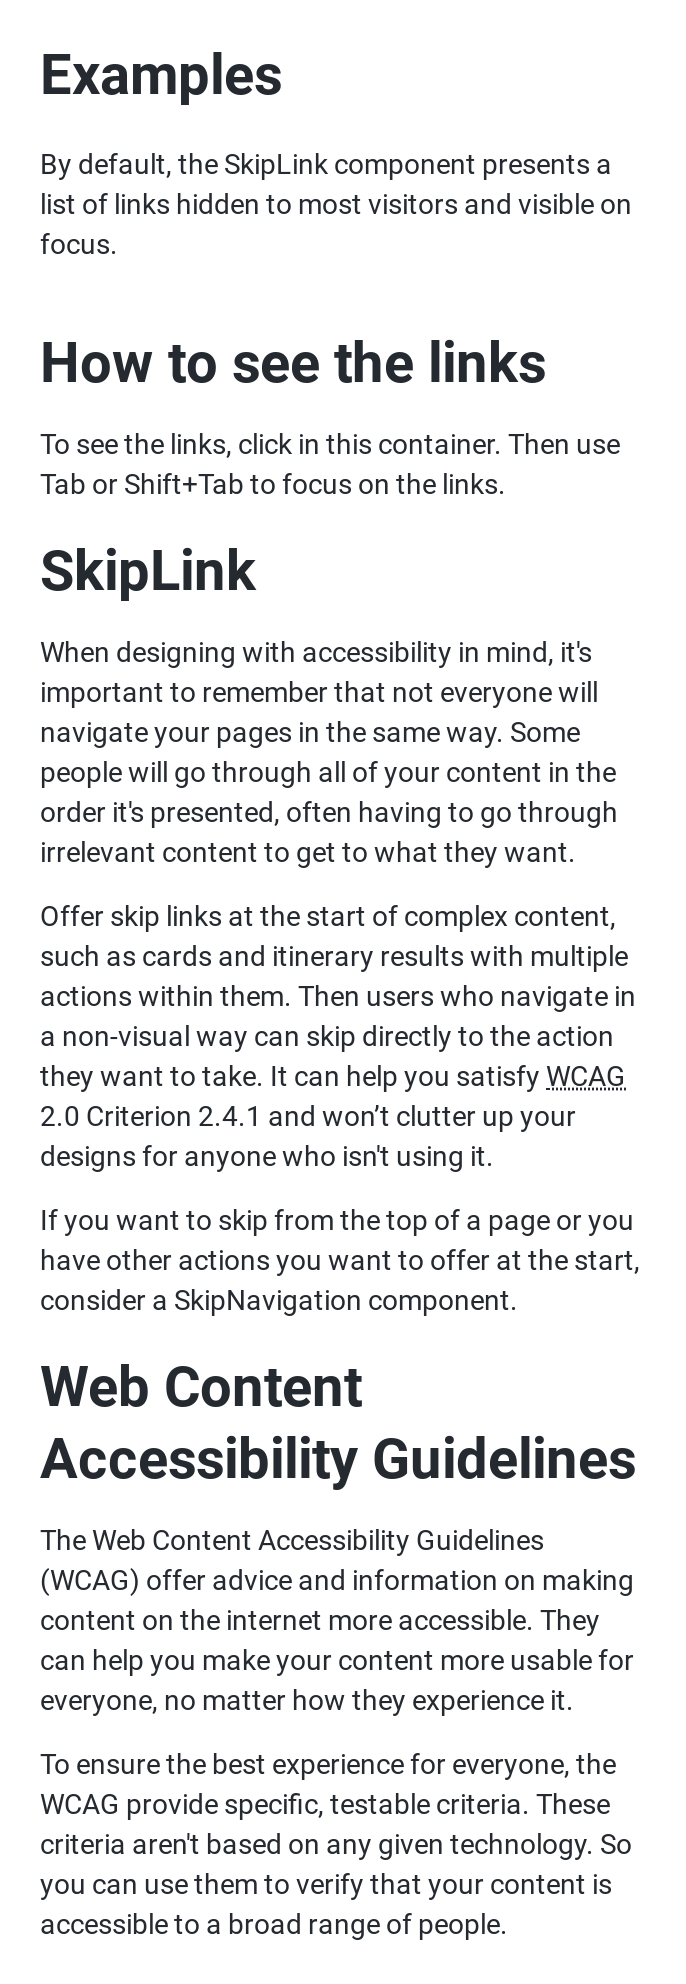 Examples
By default, the SkipLink component presents a
list of links hidden to most visitors and visible on
focus.
How to see the links
To see the links, click in this container. Then use
Tab or Shift+Tab to focus on the links.
SkipLink
When designing with accessibility in mind, it's
important to remember that not everyone will
navigate your pages in the same way. Some
people will go through all of your content in the
order it's presented, often having to go through
irrelevant content to get to what they want.
Offer skip links at the start of complex content,
such as cards and itinerary results with multiple
actions within them. Then users who navigate in
a non-visual way can skip directly to the action
they want to take. It can help you satisfy WCAG
2.0 Criterion 2.4.1 and won’t clutter up your
designs for anyone who isn't using it.
If you want to skip from the top of a page or you
have other actions you want to offer at the start,
consider a SkipNavigation component.
Web Content
Accessibility Guidelines
The Web Content Accessibility Guidelines
(WCAG) offer advice and information on making
content on the internet more accessible. They
can help you make your content more usable for
everyone, no matter how they experience it.
To ensure the best experience for everyone, the
WCAG provide specific, testable criteria. These
criteria aren't based on any given technology. So
you can use them to verify that your content is
accessible to a broad range of people.